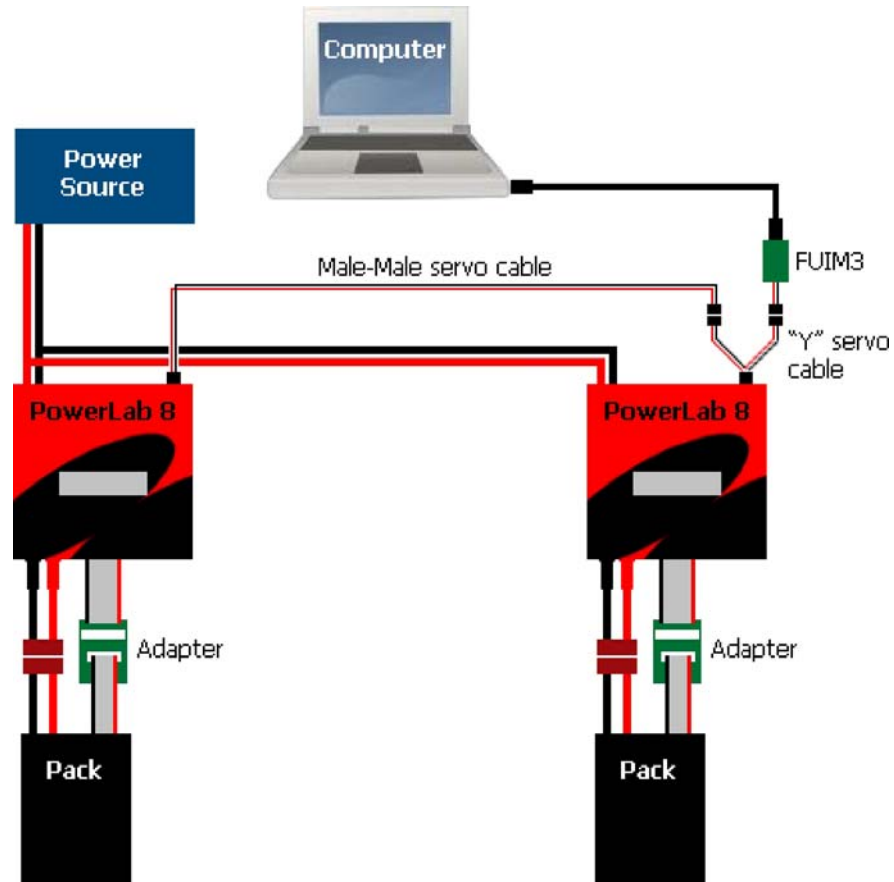 Computer
Power
Source
FUIM3
Male-Male servo cable
"Y" servo
cable
PowerLab 8
PowerLab 8
Adapter
Adapter
Pack
Pack